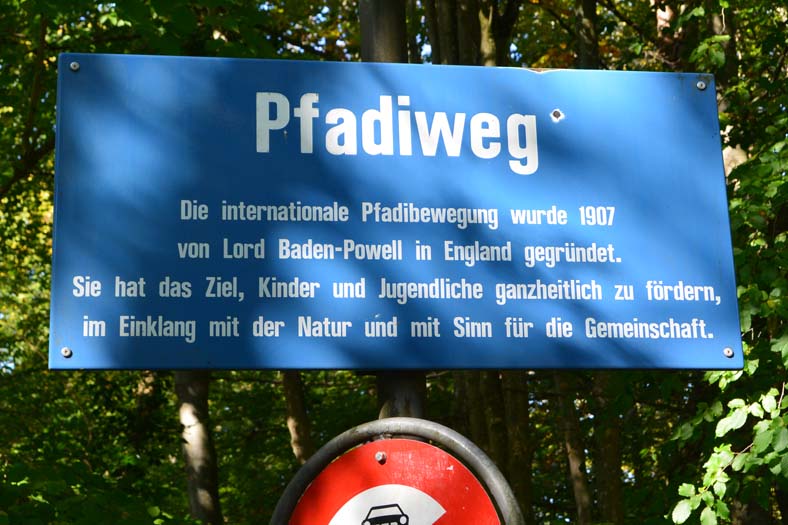 Pfadiweg
Die internationale Pfadibewegung wurde 1907
von Lord Baden-Powell in England gegründet.
Sie hat das Ziel, Kinder und Jugendliche ganzheitlich zu fördern,
im Einklang mit der Natur und mit Sinn für die Gemeinschaft.